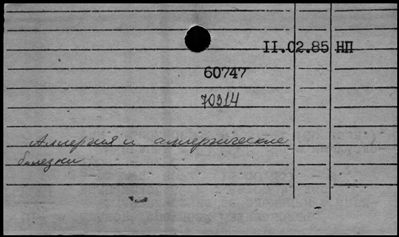 II.02.85 НП
60747
70314
Аллергия и аллергические
болезни